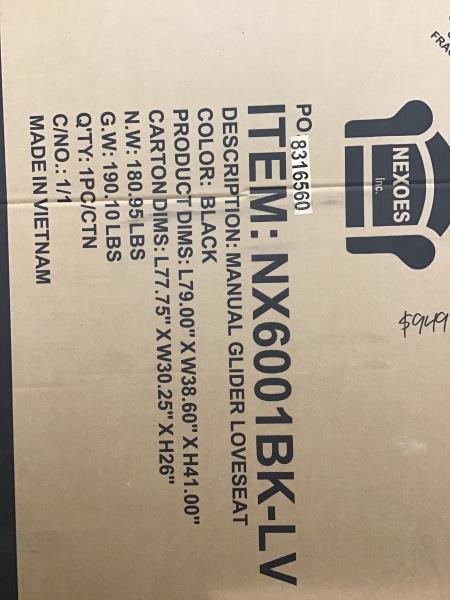 NEXOES
Inc.
$949
PO 8316560
ITEM: NX6001BK-LV
DESCRIPTION: MANUAL GLIDER LOVESEAT
COLOR: BLACK
PRODUCT DIMS: L79.00" X W38.60" X H41.00"
CARTON DIMS: L77.75" X W30.25" X H26"
N.W: 180.95 LBS
G.W: 190.10 LBS
Q'TY: 1PC/CTN
C/NO.: 1/1
MADE IN VIETNAM